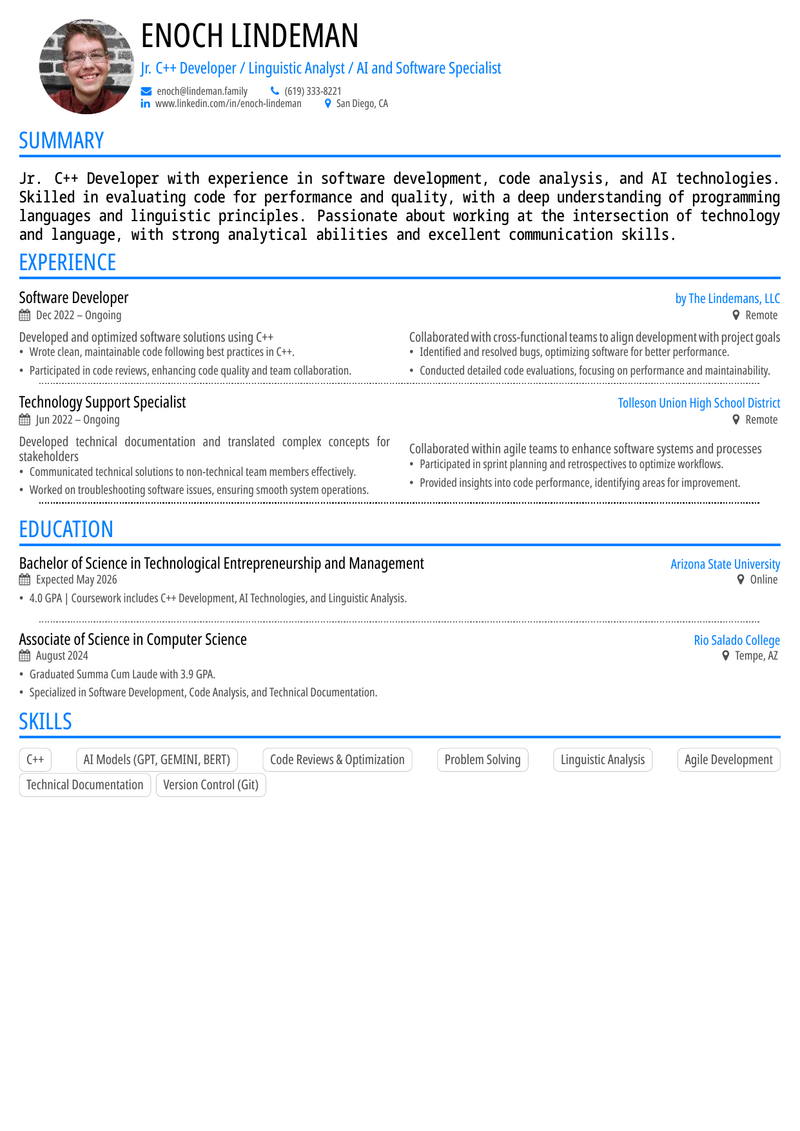 ENOCH LINDEMAN
Jr. C++ Developer / Linguistic Analyst / AI and Software Specialist
enoch@lindeman.family (619) 333-8221
www.linkedin.com/in/enoch-lindeman San Diego, CA
SUMMARY
Jr. C++ Developer with experience in software development, code analysis, and AI technologies.
Skilled in evaluating code for performance and quality, with a deep understanding of programming
languages and linguistic principles. Passionate about working at the intersection of technology
and language, with strong analytical abilities and excellent communication skills.
EXPERIENCE
Software Developer by The Lindemans, LLC
Dec 2022 – Ongoing Remote
Developed and optimized software solutions using C++
• Wrote clean, maintainable code following best practices in C++.
• Participated in code reviews, enhancing code quality and team collaboration.
Collaborated with cross-functional teams to align development with project goals
• Identified and resolved bugs, optimizing software for better performance.
• Conducted detailed code evaluations, focusing on performance and maintainability.
Technology Support Specialist Tolleson Union High School District
Jun 2022 – Ongoing Remote
Developed technical documentation and translated complex concepts for
stakeholders
• Communicated technical solutions to non-technical team members effectively.
• Worked on troubleshooting software issues, ensuring smooth system operations.
Collaborated within agile teams to enhance software systems and processes
• Participated in sprint planning and retrospectives to optimize workflows.
• Provided insights into code performance, identifying areas for improvement.
EDUCATION
Bachelor of Science in Technological Entrepreneurship and Management Arizona State University
Expected May 2026 Online
• 4.0 GPA | Coursework includes C++ Development, AI Technologies, and Linguistic Analysis.
Associate of Science in Computer Science Rio Salado College
August 2024 Tempe, AZ
• Graduated Summa Cum Laude with 3.9 GPA.
• Specialized in Software Development, Code Analysis, and Technical Documentation.
SKILLS
C++ AI Models (GPT, GEMINI, BERT) Code Reviews & Optimization Problem Solving Linguistic Analysis Agile Development
Technical Documentation Version Control (Git)